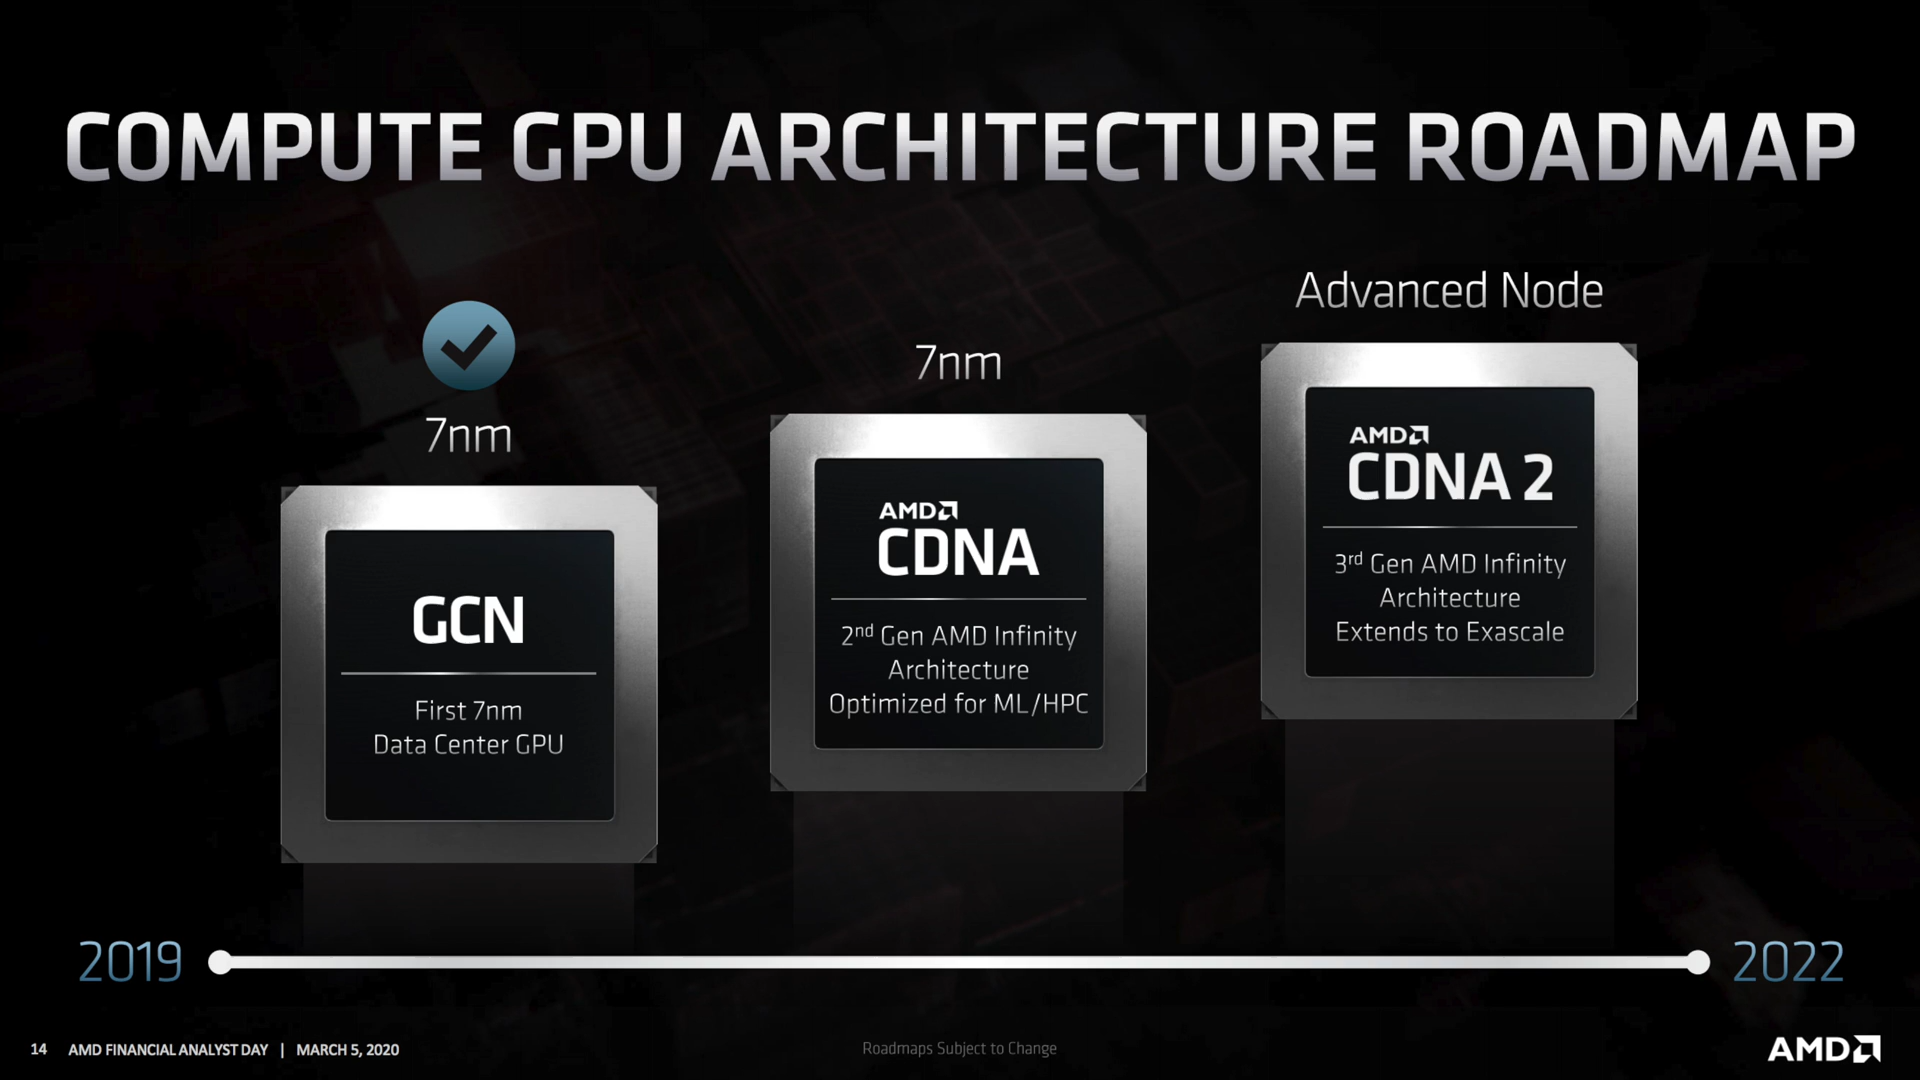 COMPUTE GPU ARCHITECTURE ROADMAP
7nm
GCN
First 7nm
Data Center GPU
7nm
AMD
CDNA
2nd Gen AMD Infinity
Architecture
Optimized for ML/HPC
Advanced Node
AMD
CDNA 2
3rd Gen AMD Infinity
Architecture
Extends to Exascale
2019
2022
14 AMD FINANCIAL ANALYST DAY | MARCH 5, 2020
Roadmaps Subject to Change
AMD